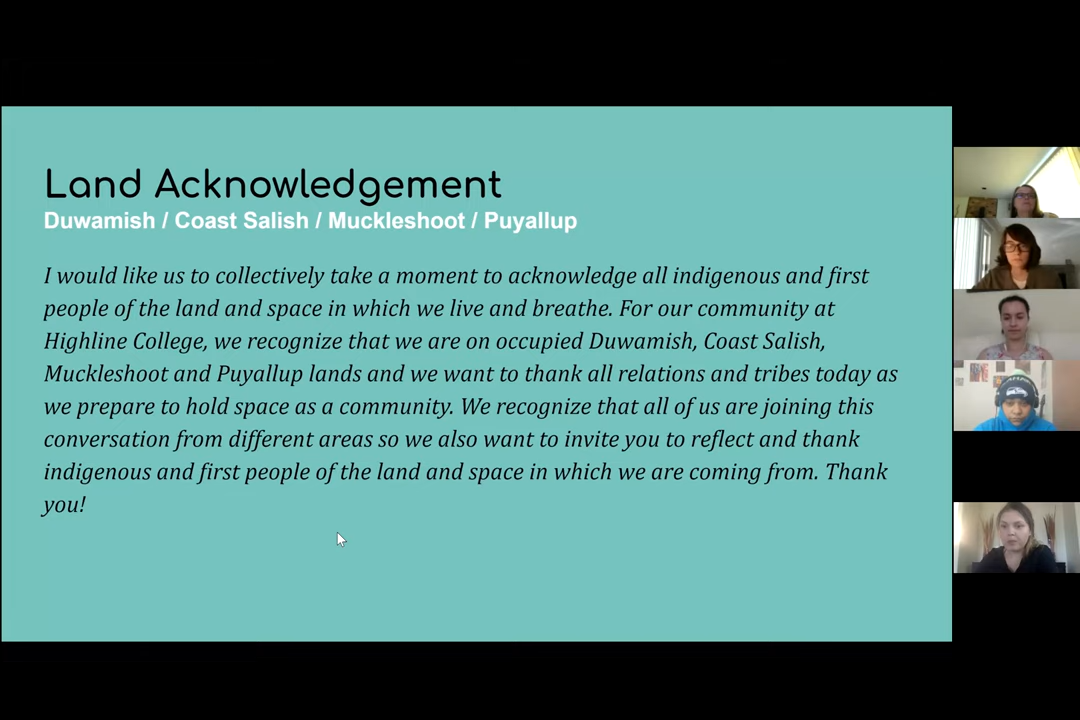 Land Acknowledgement
Duwamish / Coast Salish / Muckleshoot / Puyallup
I would like us to collectively take a moment to acknowledge all indigenous and first
people of the land and space in which we live and breathe. For our community at
Highline College, we recognize that we are on occupied Duwamish, Coast Salish,
Muckleshoot and Puyallup lands and we want to thank all relations and tribes today as
we prepare to hold space as a community. We recognize that all of us are joining this
conversation from different areas so we also want to invite you to reflect and thank
indigenous and first people of the land and space in which we are coming from. Thank
you!